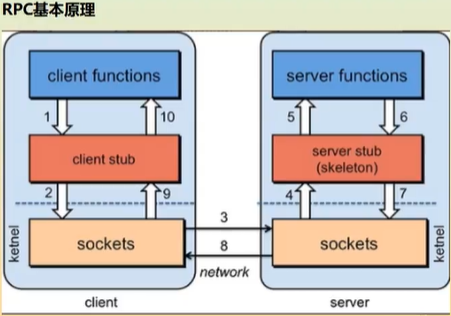 RPC基本原理
client functions
server functions
1
10
5
6
client stub
server stub
(skeleton)
2
9
4
7
3
ketnel
sockets
8
sockets
ketnel
network
client
server